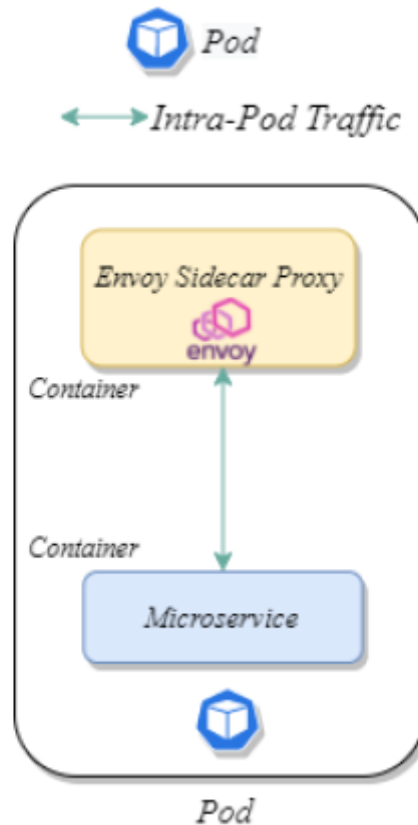 Pod
Intra-Pod Traffic
Envoy Sidecar Proxy
envoy
Container
Container
Microservice
Pod